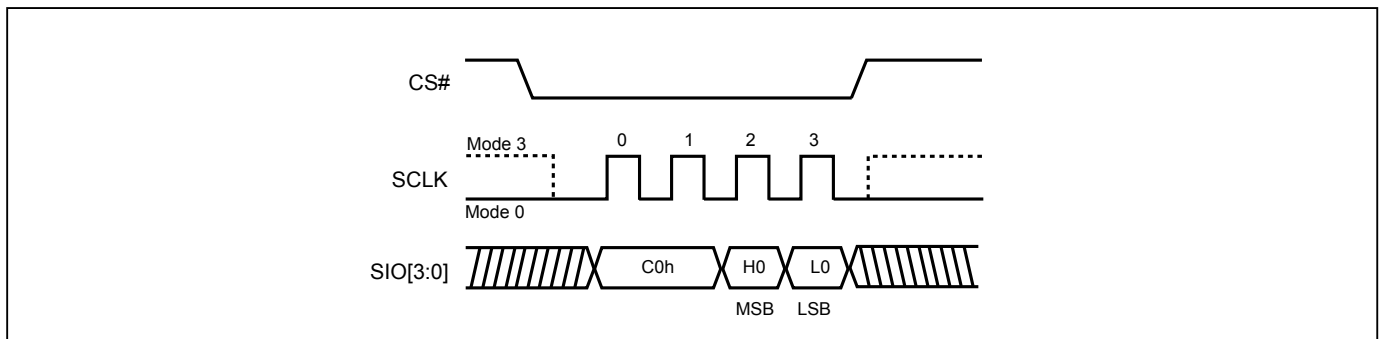 CS#
Mode 3 0 1 2 3
SCLK
Mode 0
SIO[3:0] C0h H0 L0
MSB LSB